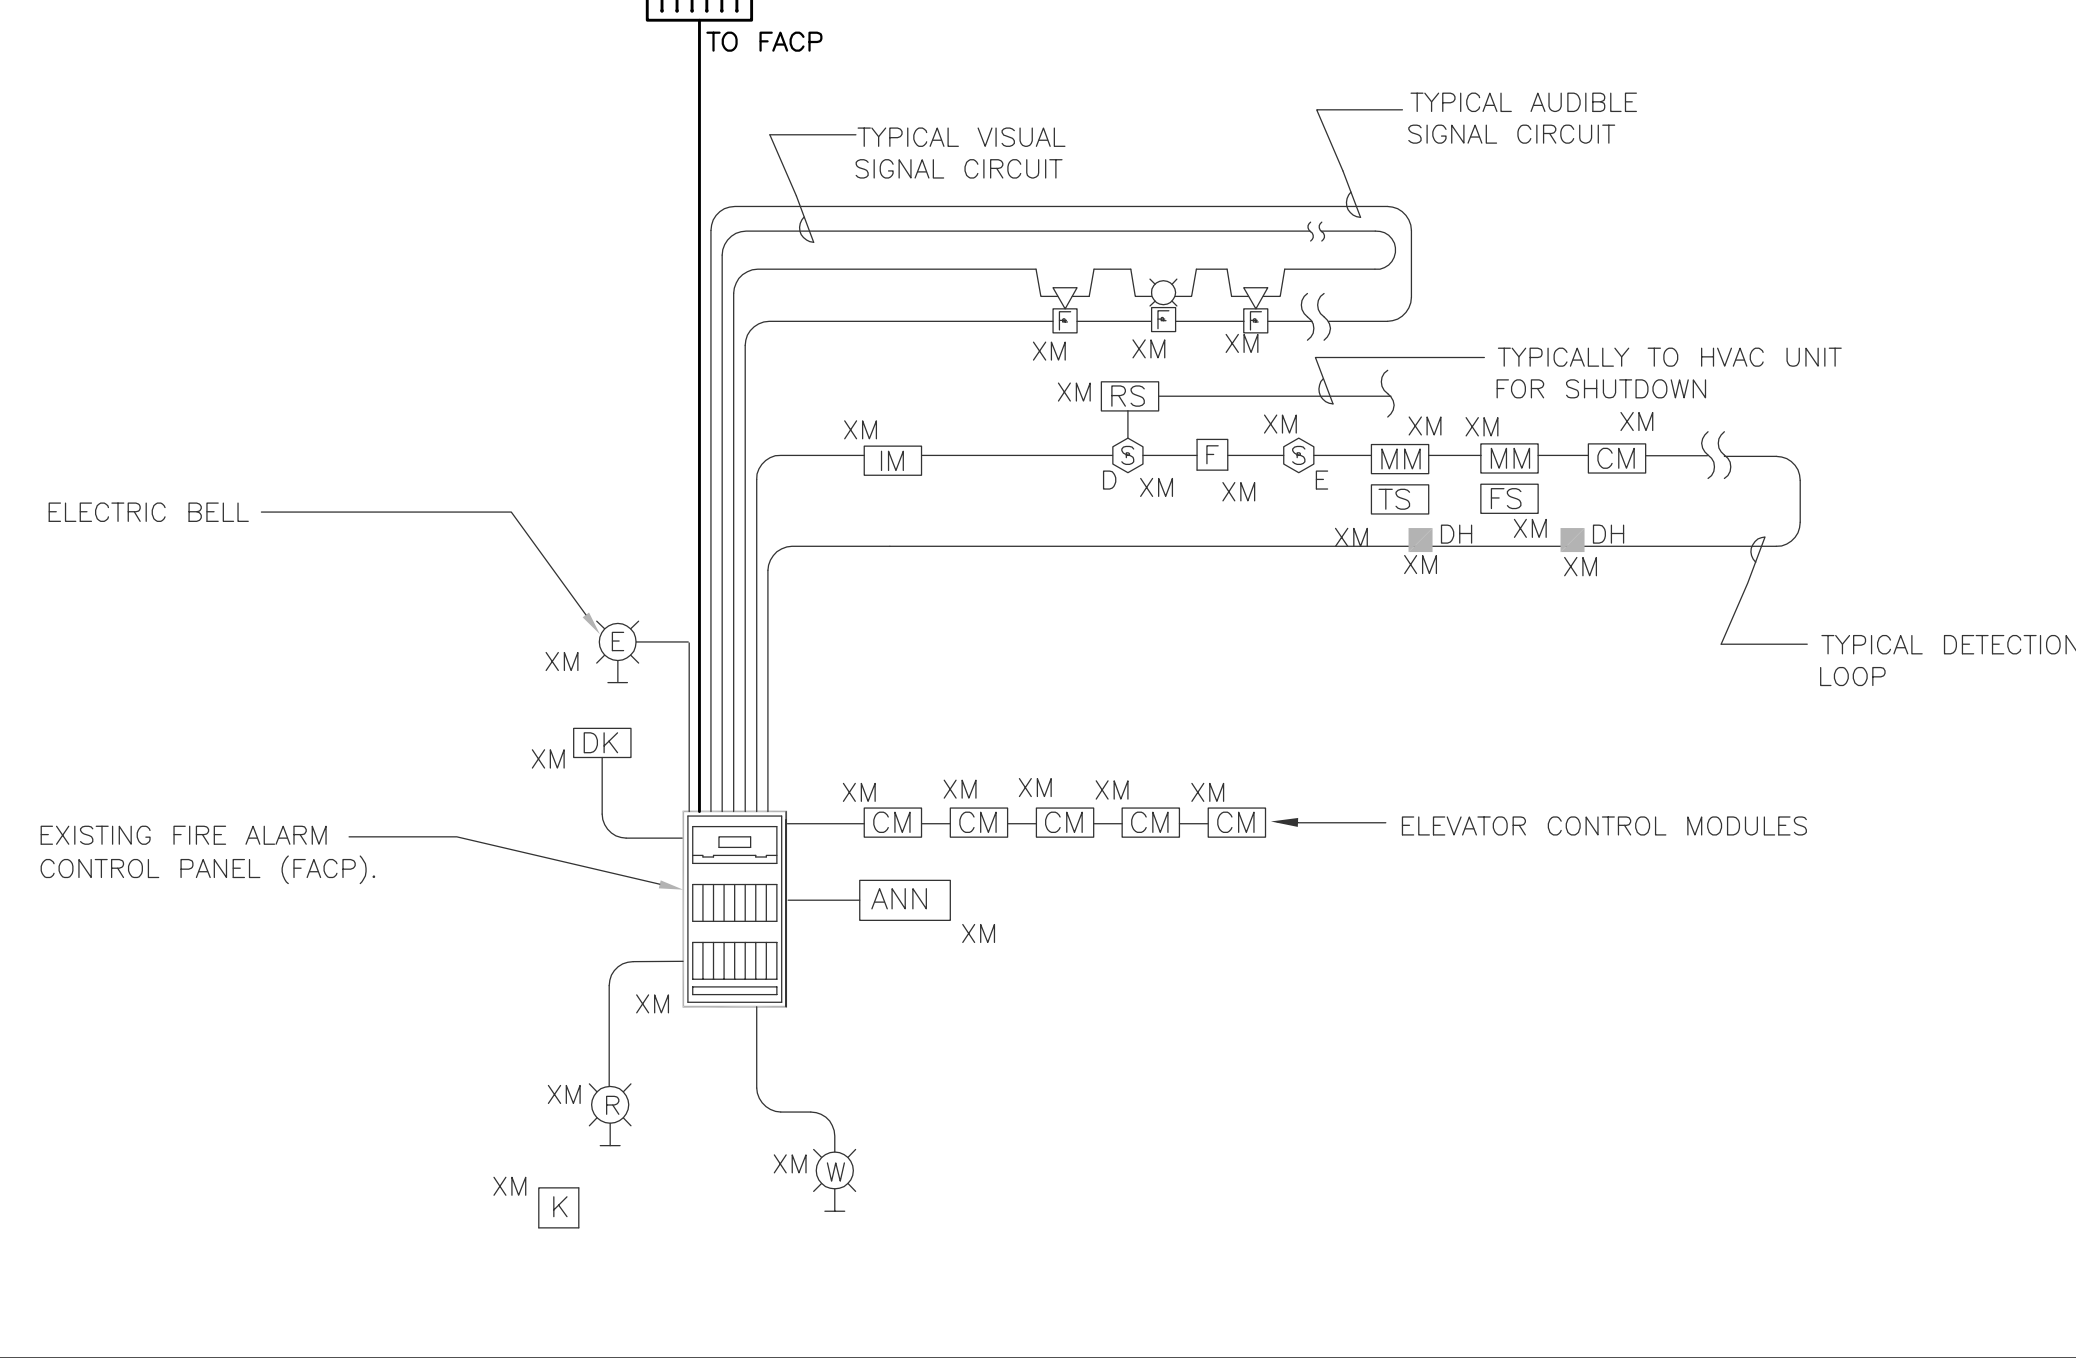 TO FACP
TYPICAL AUDIBLE
SIGNAL CIRCUIT
TYPICAL VISUAL
SIGNAL CIRCUIT
F
F
F
XM
XM
XM
TYPICALLY TO HVAC UNIT
FOR SHUTDOWN
XM
RS
XM
XM
XM
XM
XM
IM
S
F
S
MM
MM
CM
D
XM
XM
E
TS
FS
XM
DH
XM
DH
XM
XM
ELECTRIC BELL
E
XM
TYPICAL DETECTION
LOOP
DK
XM
XM
XM
XM
XM
XM
CM
CM
CM
CM
CM
ELEVATOR CONTROL MODULES
EXISTING FIRE ALARM
CONTROL PANEL (FACP).
ANN
XM
XM
XM
R
XM
W
XM
K